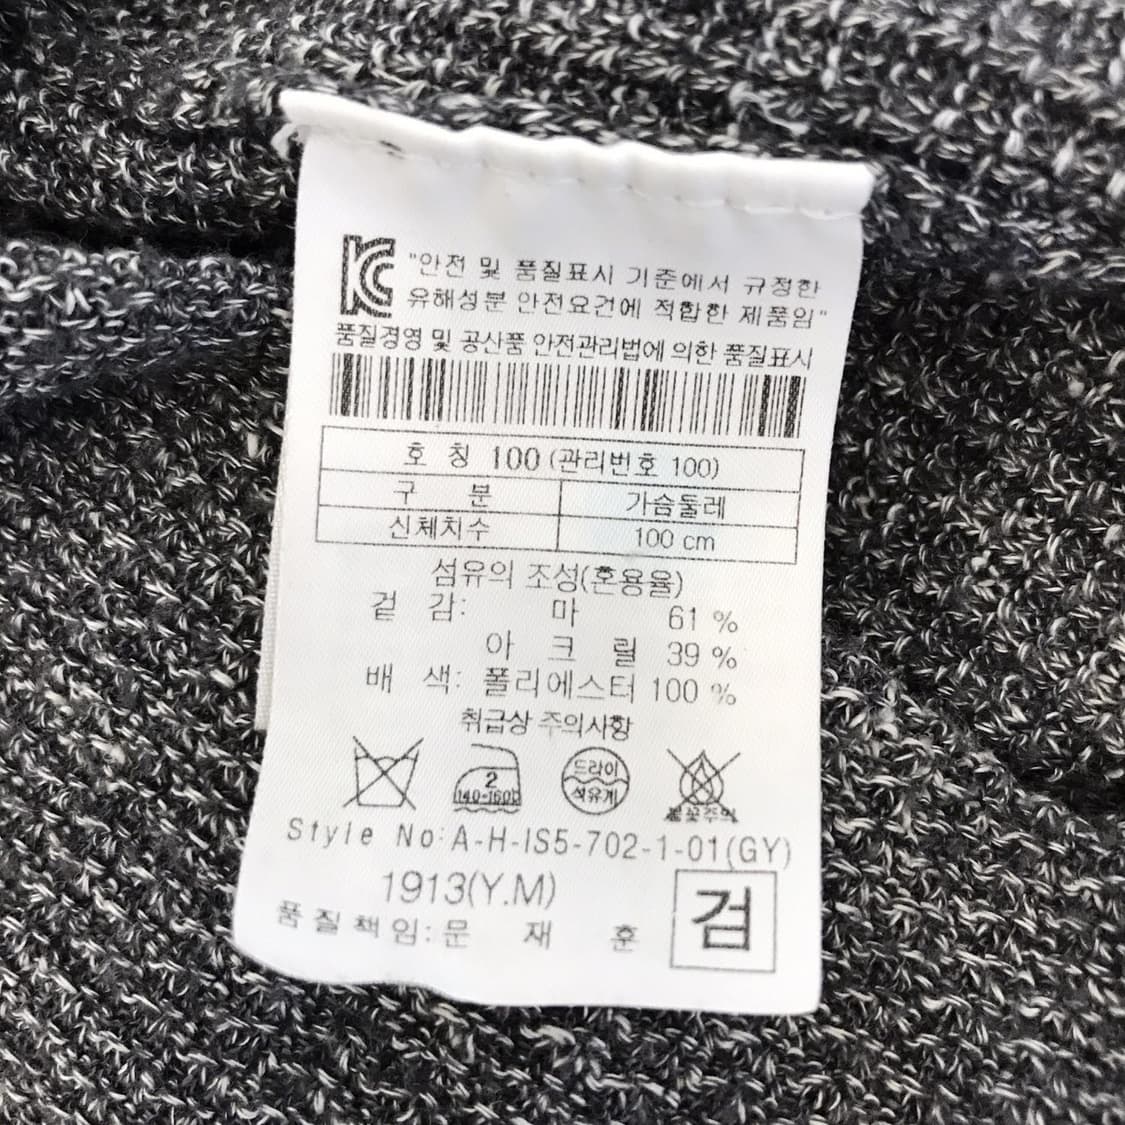 KC "안전 및 품질표시 기준에서 규정한
유해성분 안전요건에 적합한 제품임"
품질경영 및 공산품 안전관리법에 의한 품질표시
호 칭 100 (관리번호 100)
구 분 가슴둘레
신체치수 100 cm
섬유의 조성(혼용율)
겉 감: 마 61 %
아 크 릴 39 %
배 색: 폴리에스터 100 %
취급상 주의사항
2 드라이
140-160℃ 석유계 불꽃주의
Style No:A-H-IS5-702-1-01(GY)
1913(Y.M)
품질책임:문 재 훈 검